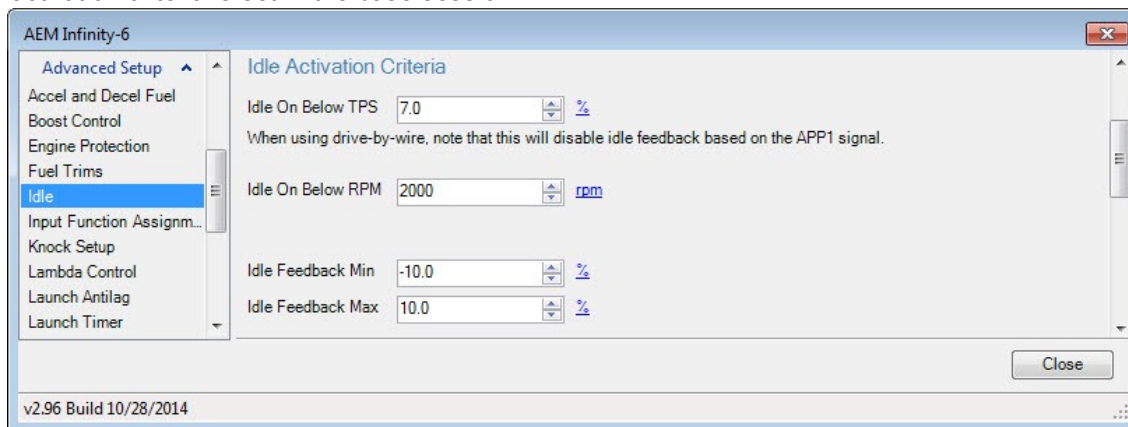 AEM Infinity-6
Advanced Setup
Accel and Decel Fuel
Boost Control
Engine Protection
Fuel Trims
Idle
Input Function Assignm...
Knock Setup
Lambda Control
Launch Antilag
Launch Timer
Idle Activation Criteria
Idle On Below TPS 7.0 %
When using drive-by-wire, note that this will disable idle feedback based on the APP1 signal.
Idle On Below RPM 2000 rpm
Idle Feedback Min -10.0 %
Idle Feedback Max 10.0 %
Close
v2.96 Build 10/28/2014